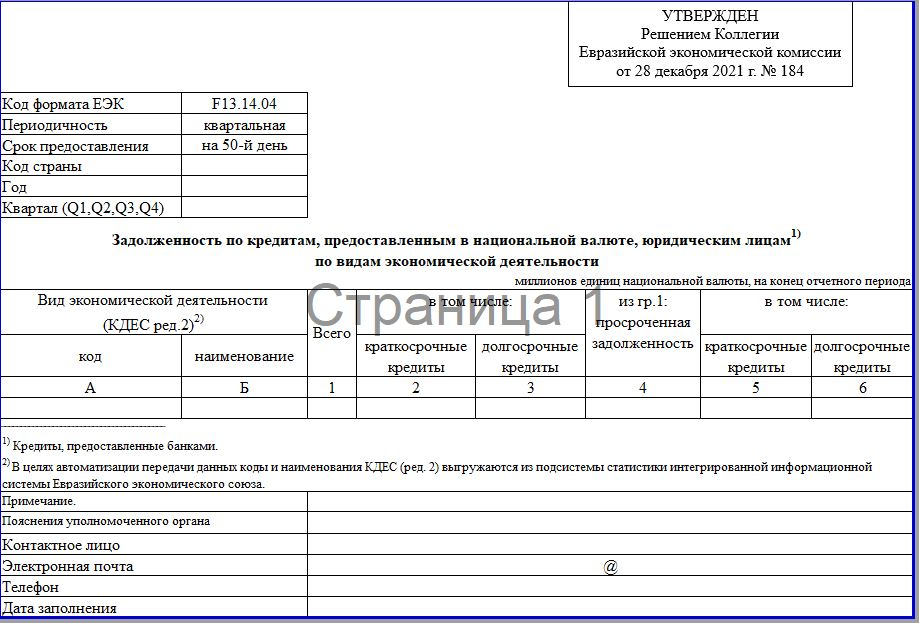 УТВЕРЖДЕН
Решением Коллегии
Евразийской экономической комиссии
от 28 декабря 2021 г. № 184
Код формата ЕЭК F13.14.04
Периодичность квартальная
Срок предоставления на 50-й день
Код страны
Год
Квартал (Q1,Q2,Q3,Q4)
Задолженность по кредитам, предоставленным в национальной валюте, юридическим лицам1)
по видам экономической деятельности
миллионов единиц национальной валюты, на конец отчетного периода
Страница 1
Вид экономической деятельности
(КДЕС ред.2)2)
код
наименование
Всего
в том числе:
краткосрочные
кредиты
долгосрочные
кредиты
из гр.1:
просроченная
задолженность
в том числе:
краткосрочные
кредиты
долгосрочные
кредиты
А Б 1 2 3 4 5 6
1) Кредиты, предоставленные банками.
2) В целях автоматизации передачи данных коды и наименования КДЕС (ред. 2) выгружаются из подсистемы статистики интегрированной информационной
системы Евразийского экономического союза.
Примечание.
Пояснения уполномоченного органа
Контактное лицо
Электронная почта @
Телефон
Дата заполнения